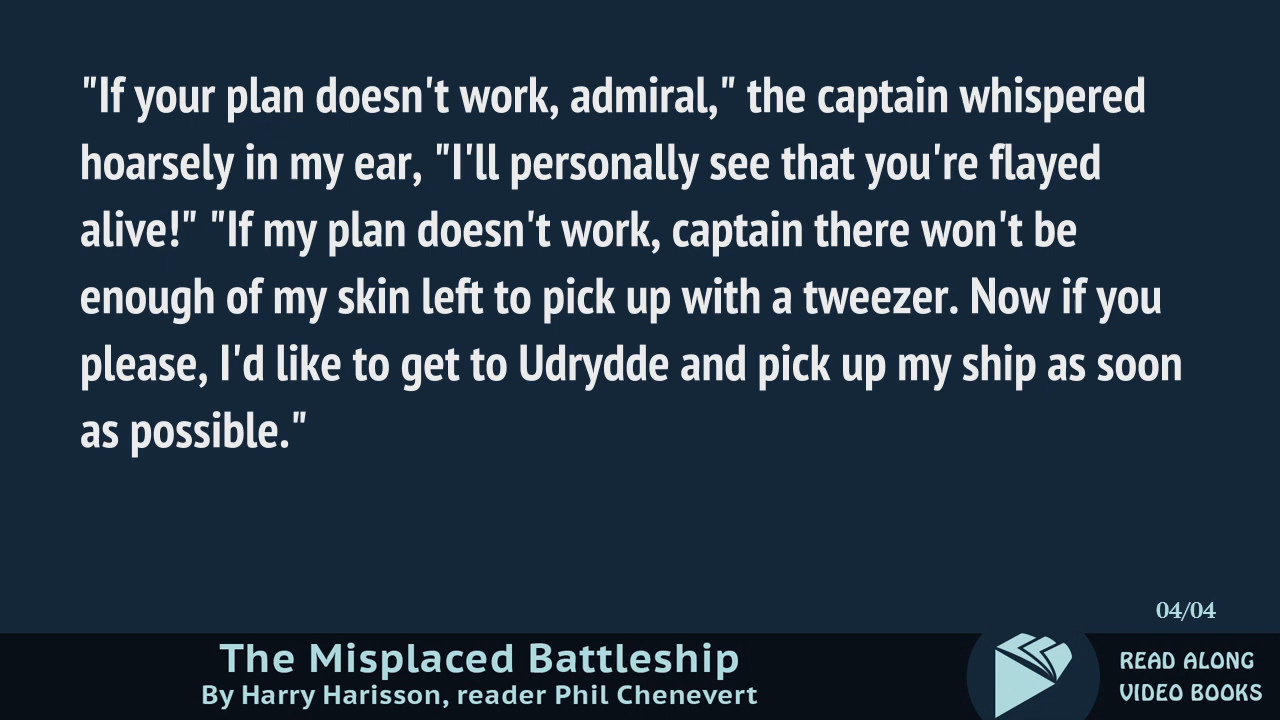 "If your plan doesn't work, admiral," the captain whispered
hoarsely in my ear, "I'll personally see that you're flayed
alive!" "If my plan doesn't work, captain there won't be
enough of my skin left to pick up with a tweezer. Now if you
please, I'd like to get to Udrydde and pick up my ship as soon
as possible."
04/04
The Misplaced Battleship
By Harry Harisson, reader Phil Chenevert
READ ALONG
VIDEO BOOKS